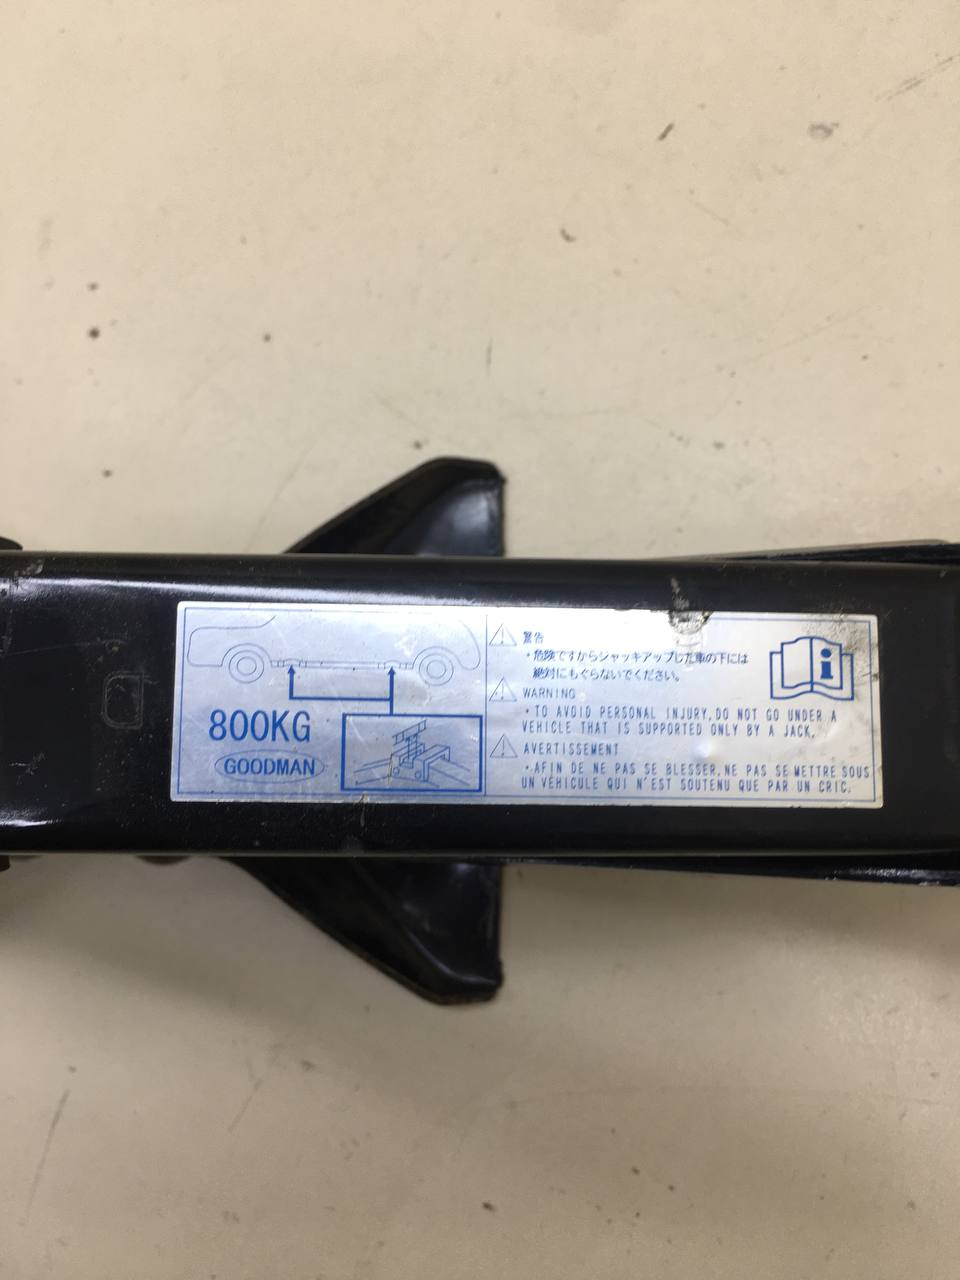 800KG
GOODMAN
警告
・危険ですからジャッキアップした車の下には
絶対にもぐらないでください。
WARNING
・TO AVOID PERSONAL INJURY, DO NOT GO UNDER A
VEHICLE THAT IS SUPPORTED ONLY BY A JACK.
AVERTISSEMENT
・AFIN DE NE PAS SE BLESSER, NE PAS SE METTRE SOUS
UN VÉHICULE QUI N'EST SOUTENU QUE PAR UN CRIC.